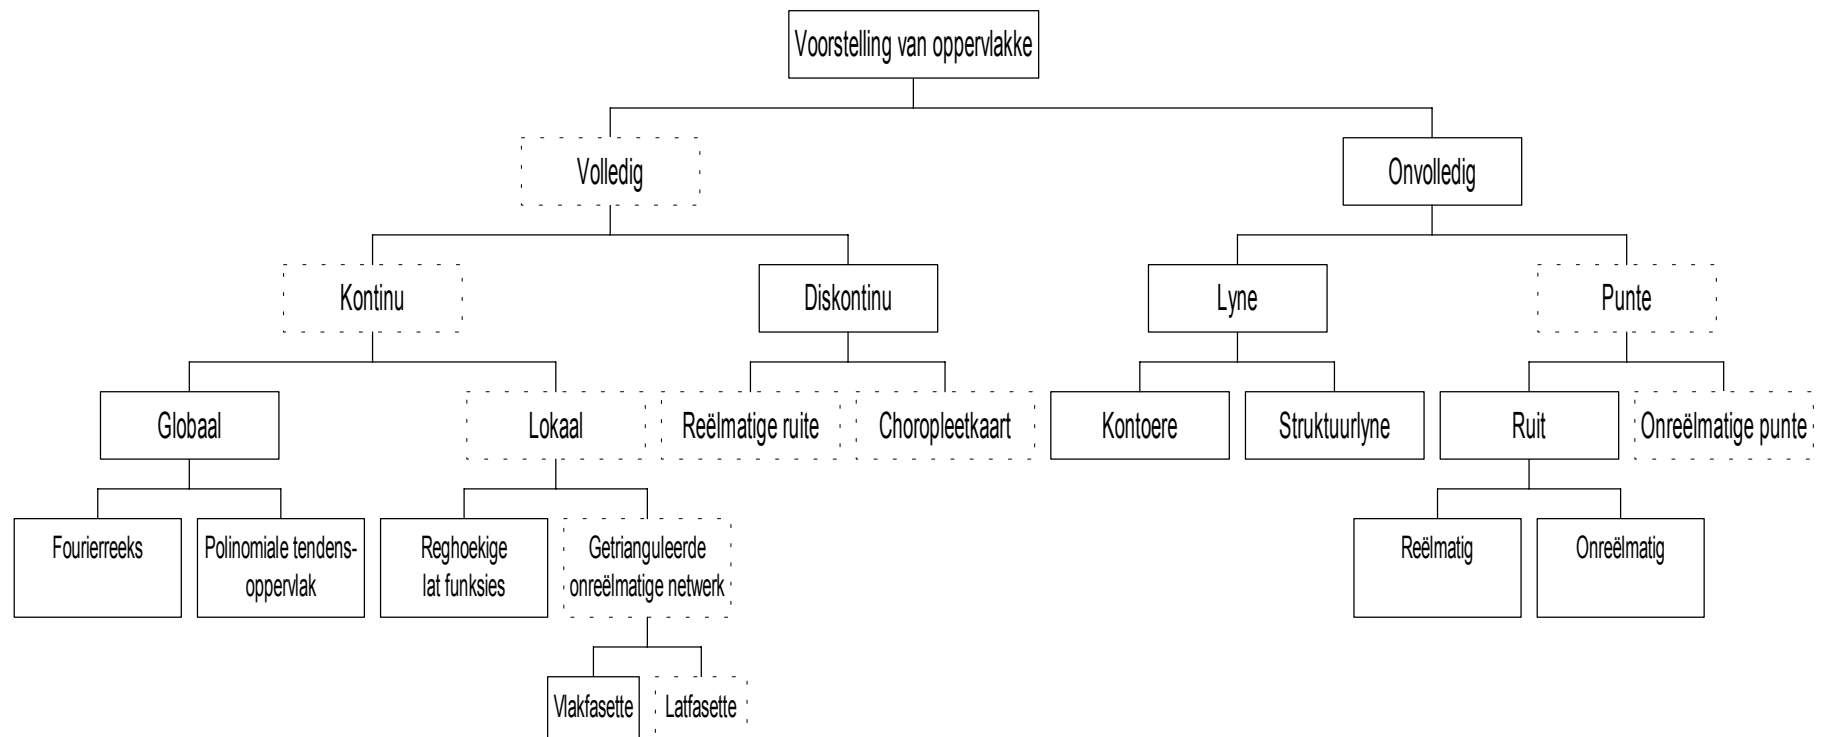 Voorstelling van oppervlakke
Volledig
Onvolledig
Kontinu
Diskontinu
Lyne
Punte
Globaal
Lokaal
Reëlmatige ruite
Choropleetkaart
Kontoere
Struktuurlyne
Ruit
Onreëlmatige punte
Fourierreeks
Polinomiale tendens-
oppervlak
Reghoekige
lat funksies
Getrianguleerde
onreëlmatige netwerk
Reëlmatig
Onreëlmatig
Vlakfasette
Latfasette